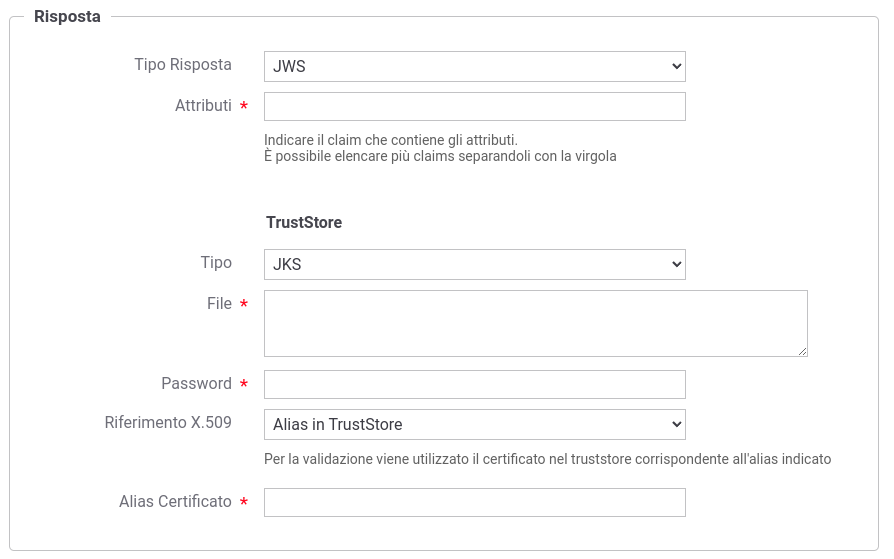 Risposta
Tipo Risposta JWS
Attributi *
Indicare il claim che contiene gli attributi.
È possibile elencare più claims separandoli con la virgola
TrustStore
Tipo JKS
File *
Password *
Riferimento X.509 Alias in TrustStore
Per la validazione viene utilizzato il certificato nel truststore corrispondente all'alias indicato
Alias Certificato *